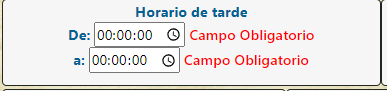 Horario de tarde
De: 00:00:00 Campo Obligatorio
a: 00:00:00 Campo Obligatorio